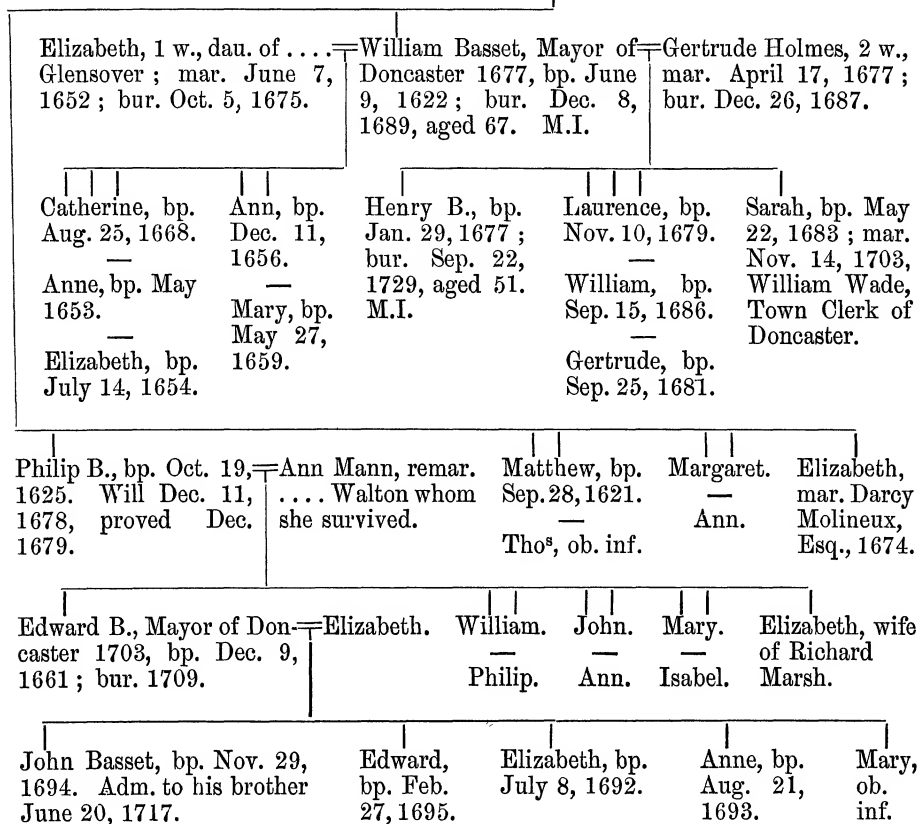 Elizabeth, 1 w., dau. of . . . .
Glensover ; mar. June 7,
1652 ; bur. Oct. 5, 1675.
William Basset, Mayor of
Doncaster 1677, bp. June
9, 1622 ; bur. Dec. 8,
1689, aged 67. M.I.
Gertrude Holmes, 2 w.,
mar. April 17, 1677 ;
bur. Dec. 26, 1687.
Catherine, bp.
Aug. 25, 1668.
—
Anne, bp. May
1653.
—
Elizabeth, bp.
July 14, 1654.
Ann, bp.
Dec. 11,
1656.
—
Mary, bp.
May 27,
1659.
Henry B., bp.
Jan. 29, 1677 ;
bur. Sep. 22,
1729, aged 51.
M.I.
Laurence, bp.
Nov. 10, 1679.
—
William, bp.
Sep. 15, 1686.
—
Gertrude, bp.
Sep. 25, 1681.
Sarah, bp. May
22, 1683 ; mar.
Nov. 14, 1703,
William Wade,
Town Clerk of
Doncaster.
Philip B., bp. Oct. 19,
1625. Will Dec. 11,
1678, proved Dec.
1679.
Ann Mann, remar.
. . . . Walton whom
she survived.
Matthew, bp.
Sep. 28, 1621.
—
Thoˢ, ob. inf.
Margaret.
—
Ann.
Elizabeth,
mar. Darcy
Molineux,
Esq., 1674.
Edward B., Mayor of Don-
caster 1703, bp. Dec. 9,
1661 ; bur. 1709.
Elizabeth.
William.
—
Philip.
John.
—
Ann.
Mary.
—
Isabel.
Elizabeth, wife
of Richard
Marsh.
John Basset, bp. Nov. 29,
1694. Adm. to his brother
June 20, 1717.
Edward,
bp. Feb.
27, 1695.
Elizabeth, bp.
July 8, 1692.
Anne, bp.
Aug. 21,
1693.
Mary,
ob.
inf.